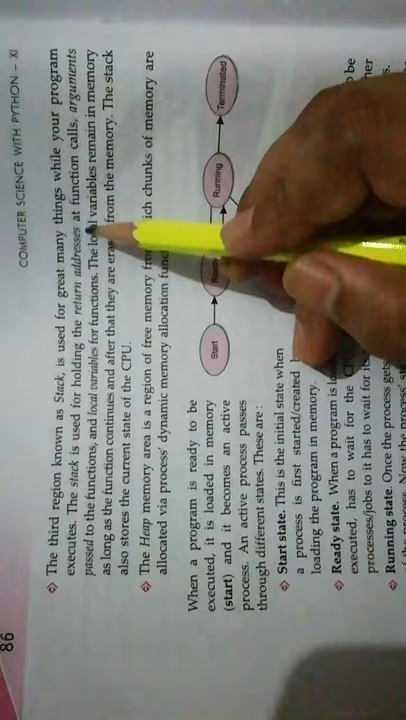 86
COMPUTER SCIENCE WITH PYTHON – XI
The third region known as Stack, is used for great many things while your program
executes. The stack is used for holding the return addresses at function calls, arguments
passed to the functions, and local variables for functions. The local variables remain in memory
as long as the function continues and after that they are from the memory. The stack
also stores the current state of the CPU.
The Heap memory area is a region of free memory chunks of memory are
allocated via process' dynamic memory allocation
When a program is ready to be
executed, it is loaded in memory
(start) and it becomes an active
process. An active process passes
through different states. These are :
Start
Running
Terminated
Start state. This is the initial state when
a process is first started/created
loading the program in memory.
Ready state. When a program is be
executed, has to wait for the
processes/jobs to it has to wait for
Running state. Once the process gets